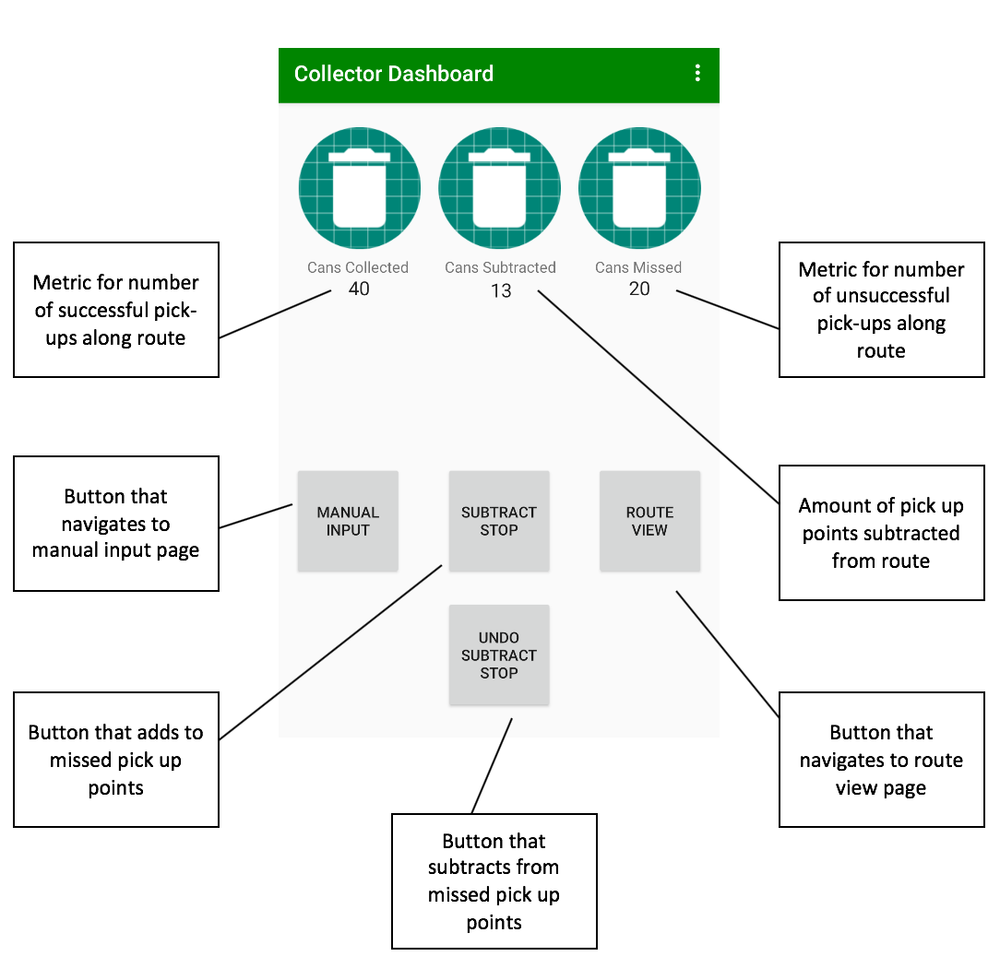 Collector Dashboard
Cans Collected
40
Cans Subtracted
13
Cans Missed
20
Metric for number
of successful pick-
ups along route
Metric for number
of unsuccessful
pick-ups along
route
Button that
navigates to
manual input page
MANUAL
INPUT
SUBTRACT
STOP
ROUTE
VIEW
Amount of pick up
points subtracted
from route
UNDO
SUBTRACT
STOP
Button that adds to
missed pick up
points
Button that
navigates to route
view page
Button that
subtracts from
missed pick up
points